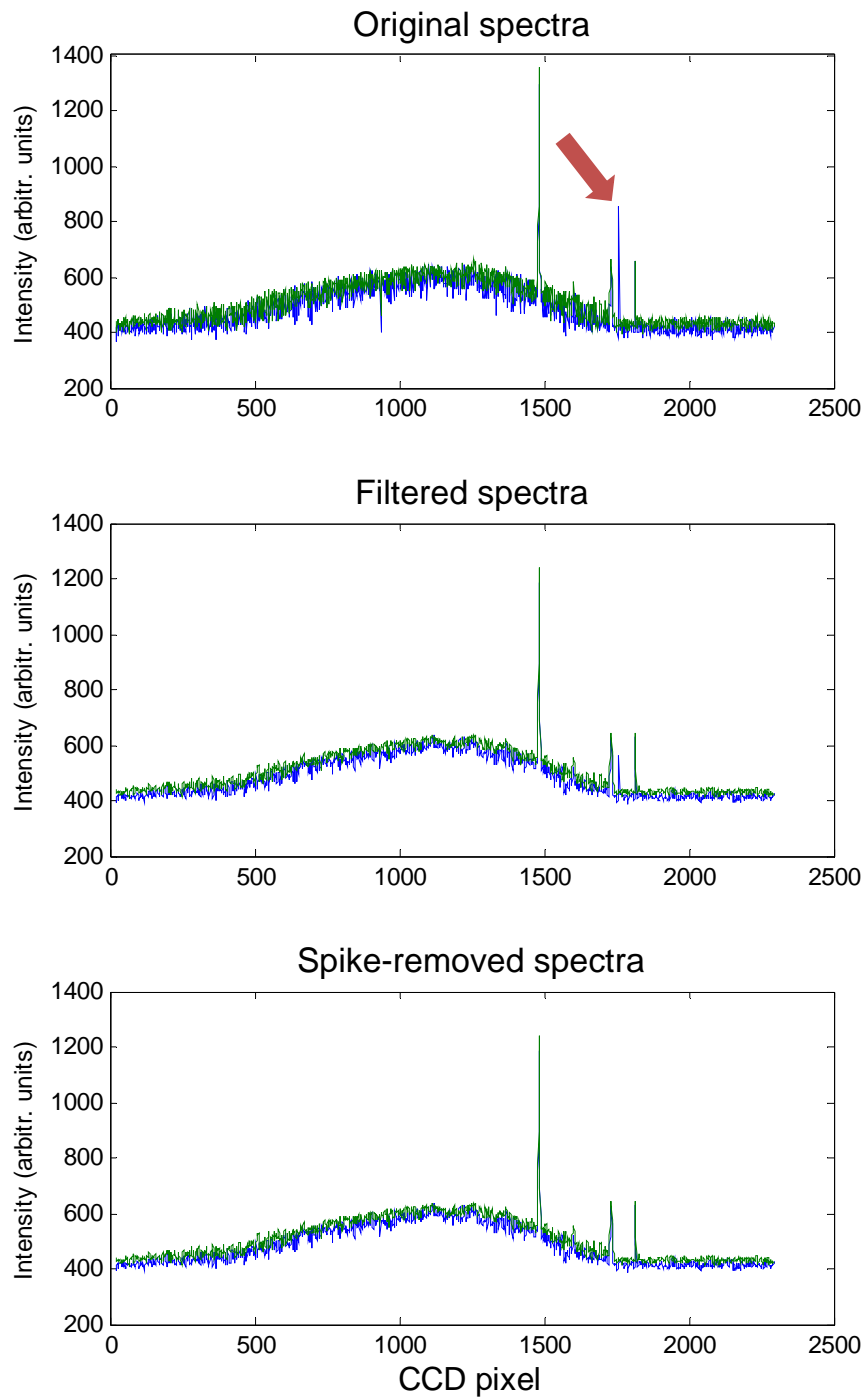 Original spectra
Intensity (arbitr. units)
1400
1200
1000
800
600
400
200
0 500 1000 1500 2000 2500
Filtered spectra
Intensity (arbitr. units)
1400
1200
1000
800
600
400
200
0 500 1000 1500 2000 2500
Spike-removed spectra
Intensity (arbitr. units)
1400
1200
1000
800
600
400
200
0 500 1000 1500 2000 2500
CCD pixel